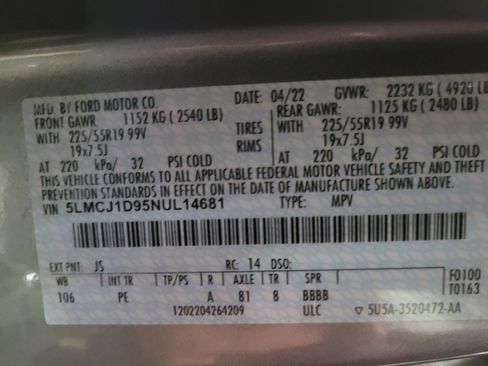 MFD. BY FORD MOTOR CO.
DATE: 04/22 GVWR: 2232 KG (4920 LB
FRONT GAWR: 1152 KG (2540 LB) REAR GAWR: 1125 KG (2480 LB)
WITH 225/55R19 99V TIRES WITH 225/55R19 99V
19x7.5J RIMS 19x7.5J
AT 220 kPa/ 32 PSI COLD AT 220 kPa/ 32 PSI COLD
THIS VEHICLE CONFORMS TO ALL APPLICABLE FEDERAL MOTOR VEHICLE SAFETY AND THEFT
PREVENTION STANDARDS IN EFFECT ON THE DATE OF MANUFACTURE SHOWN ABOVE.
VIN: 5LMCJ1D95NUL14681 TYPE: MPV
EXT PNT: JS RC: 14 DSO: F0100
WB INT TR TP/PS R AXLE TR SPR T0163
106 PE A 81 8 BBBB
1202204264209 ULC ▽ 5U5A-3520472-AA